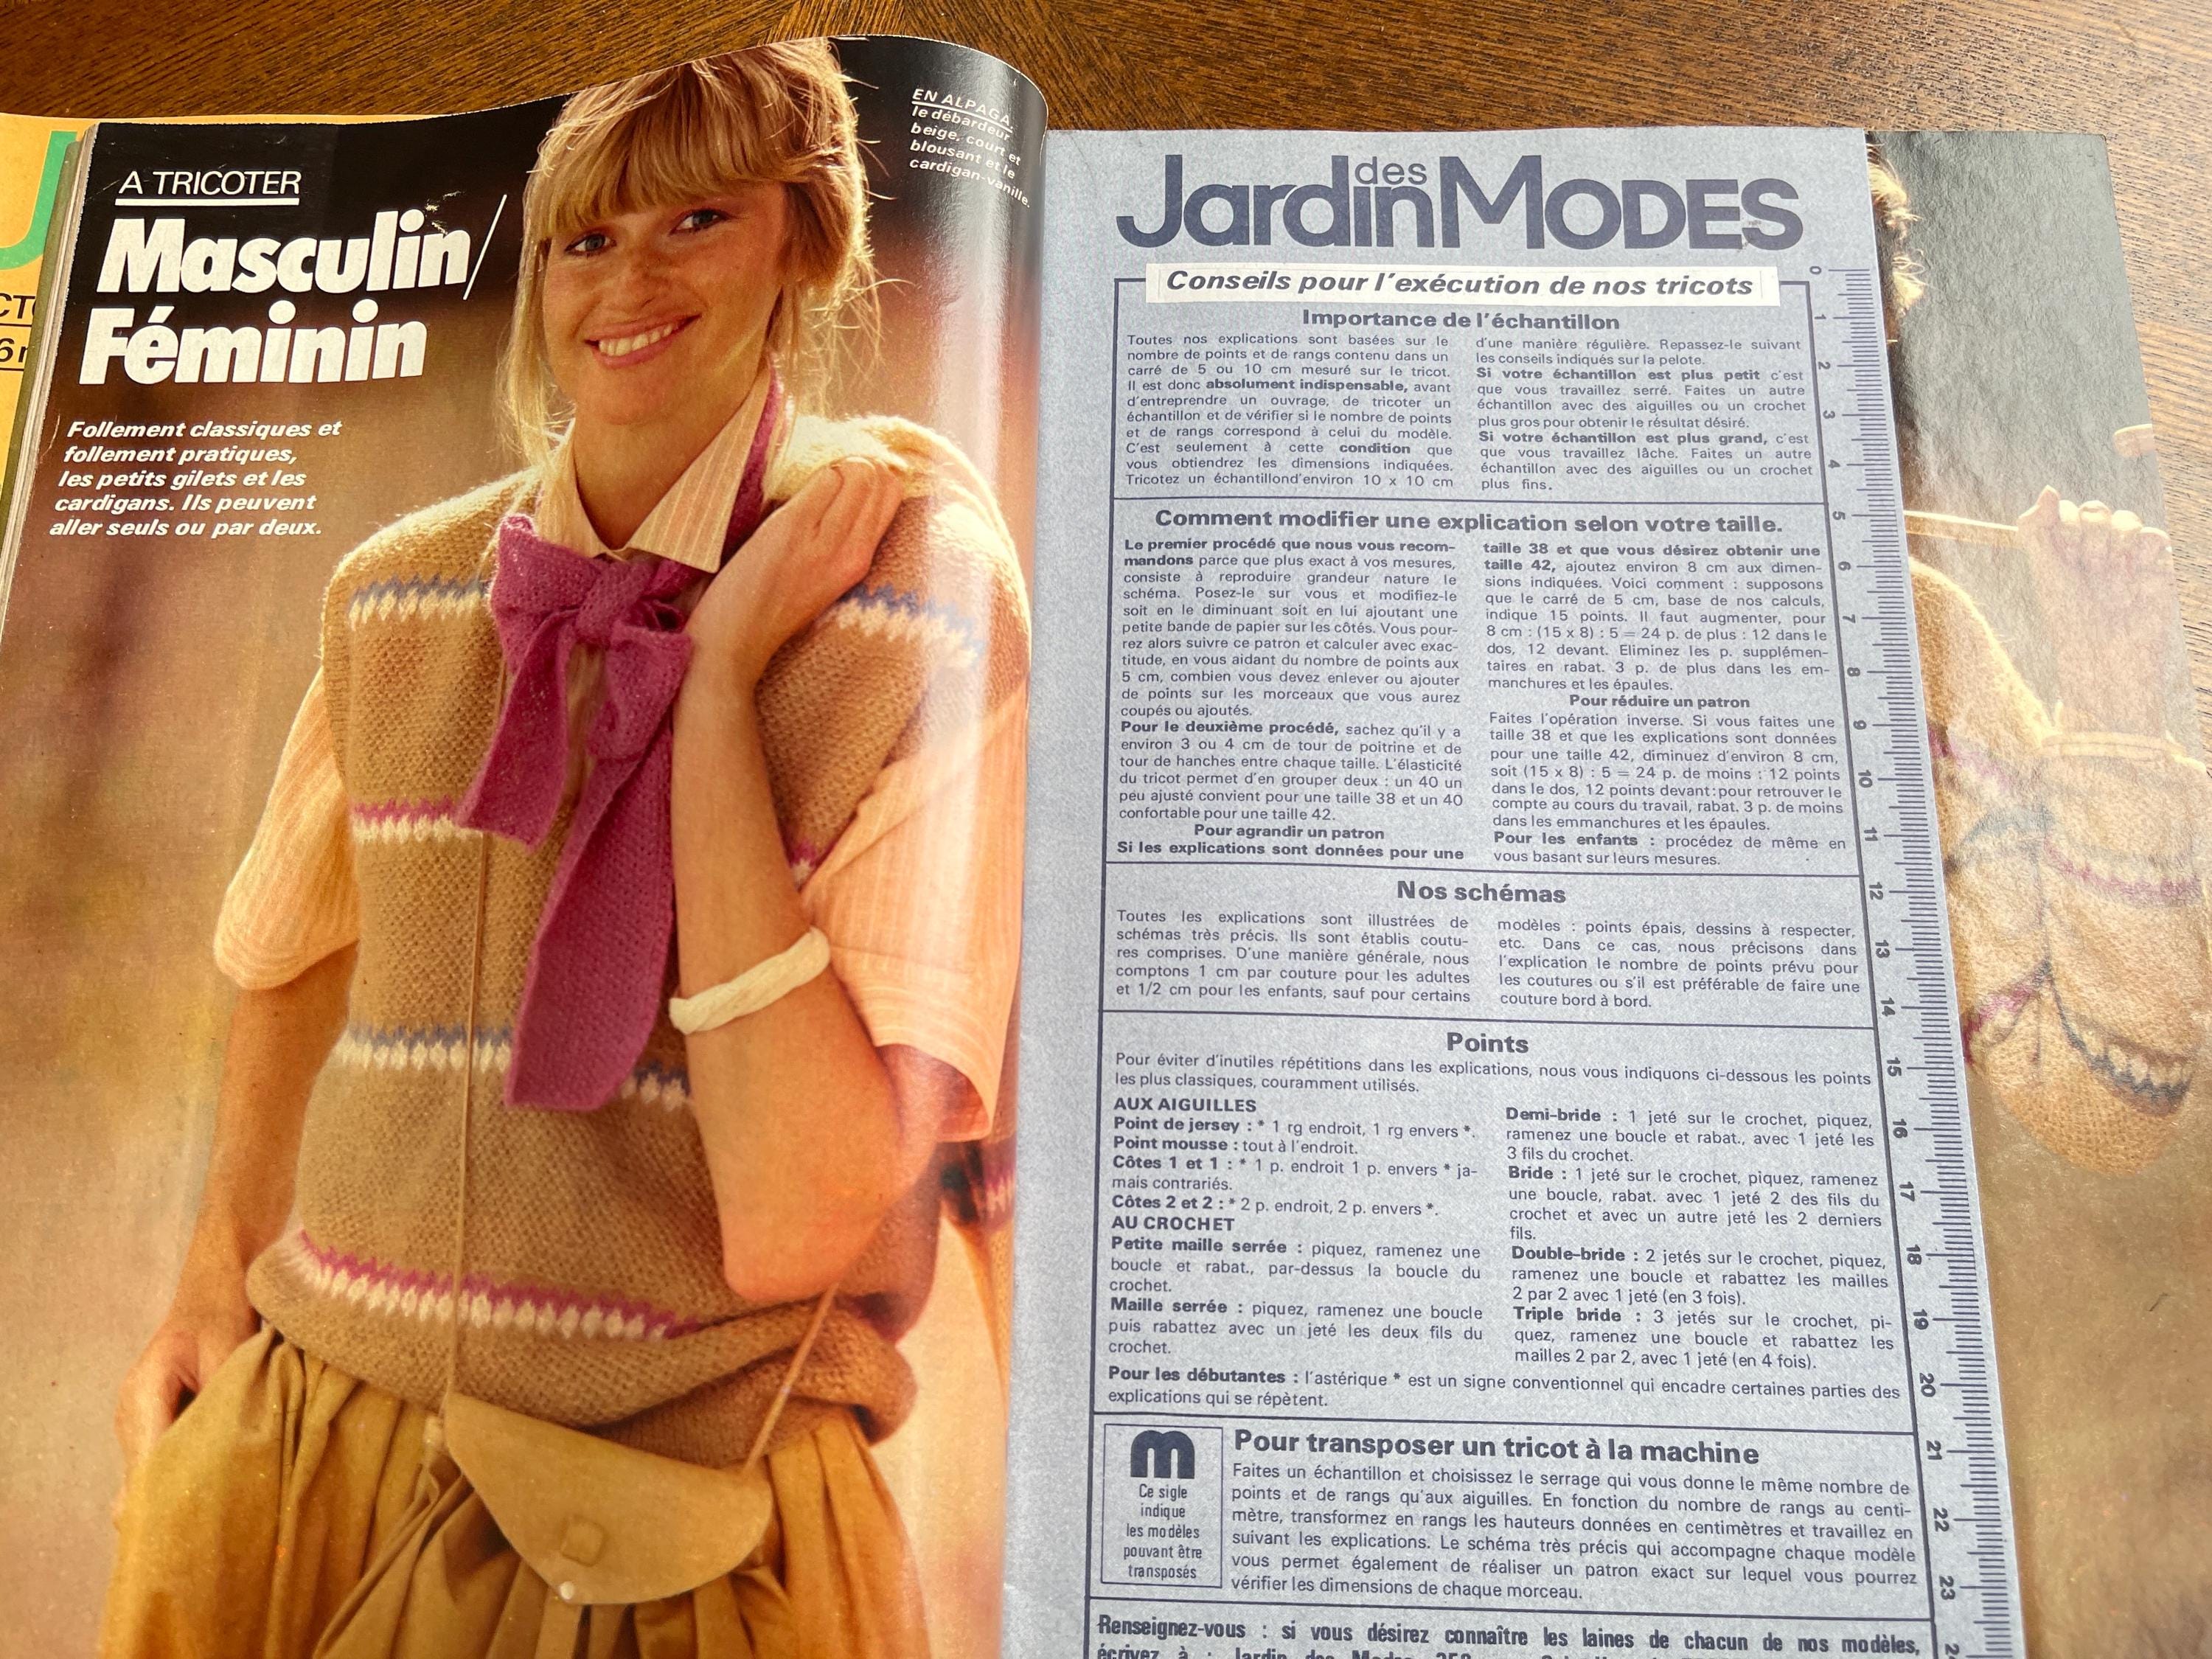 A TRICOTER
Masculin/
Féminin
Follement classiques et
follement pratiques,
les petits gilets et les
cardigans. Ils peuvent
aller seuls ou par deux.
EN ALPAGA,
le débardeur
beige, court et
blousant et le
cardigan-vanille.
Jardin des MODES
Conseils pour l'exécution de nos tricots
Importance de l'échantillon
Toutes nos explications sont basées sur le
nombre de points et de rangs contenu dans un
carré de 5 ou 10 cm mesuré sur le tricot.
Il est donc absolument indispensable, avant
d'entreprendre un ouvrage, de tricoter un
échantillon et de vérifier si le nombre de points
et de rangs correspond à celui du modèle.
C'est seulement à cette condition que
vous obtiendrez les dimensions indiquées.
Tricotez un échantillond'environ 10 x 10 cm
d'une manière régulière. Repassez-le suivant
les conseils indiqués sur la pelote.
Si votre échantillon est plus petit c'est
que vous travaillez serré. Faites un autre
échantillon avec des aiguilles ou un crochet
plus gros pour obtenir le résultat désiré.
Si votre échantillon est plus grand, c'est
que vous travaillez lâche. Faites un autre
échantillon avec des aiguilles ou un crochet
plus fins.
Comment modifier une explication selon votre taille.
Le premier procédé que nous vous recom-
mandons parce que plus exact à vos mesures,
consiste à reproduire grandeur nature le
schéma. Posez-le sur vous et modifiez-le
soit en le diminuant soit en lui ajoutant une
petite bande de papier sur les côtés. Vous pour-
rez alors suivre ce patron et calculer avec exac-
titude, en vous aidant du nombre de points aux
5 cm, combien vous devez enlever ou ajouter
de points sur les morceaux que vous aurez
coupés ou ajoutés.
Pour le deuxième procédé, sachez qu'il y a
environ 3 ou 4 cm de tour de poitrine et de
tour de hanches entre chaque taille. L'élasticité
du tricot permet d'en grouper deux : un 40 un
peu ajusté convient pour une taille 38 et un 40
confortable pour une taille 42.
Pour agrandir un patron
Si les explications sont données pour une
taille 38 et que vous désirez obtenir une
taille 42, ajoutez environ 8 cm aux dimen-
sions indiquées. Voici comment : supposons
que le carré de 5 cm, base de nos calculs,
indique 15 points. Il faut augmenter, pour
8 cm : (15 x 8) : 5 = 24 p. de plus : 12 dans le
dos, 12 devant. Eliminez les p. supplémen-
taires en rabat. 3 p. de plus dans les em-
manchures et les épaules.
Pour réduire un patron
Faites l'opération inverse. Si vous faites une
taille 38 et que les explications sont données
pour une taille 42, diminuez d'environ 8 cm,
soit (15 x 8) : 5 = 24 p. de moins : 12 points
dans le dos, 12 points devant:pour retrouver le
compte au cours du travail, rabat. 3 p. de moins
dans les emmanchures et les épaules.
Pour les enfants : procédez de même en
vous basant sur leurs mesures.
Nos schémas
Toutes les explications sont illustrées de
schémas très précis. Ils sont établis coutu-
res comprises. D'une manière générale, nous
comptons 1 cm par couture pour les adultes
et 1/2 cm pour les enfants, sauf pour certains
modèles : points épais, dessins à respecter,
etc. Dans ce cas, nous précisons dans
l'explication le nombre de points prévu pour
les coutures ou s'il est préférable de faire une
couture bord à bord.
Points
Pour éviter d'inutiles répétitions dans les explications, nous vous indiquons ci-dessous les points
les plus classiques, couramment utilisés.
AUX AIGUILLES
Point de jersey : * 1 rg endroit, 1 rg envers *.
Point mousse : tout à l'endroit.
Côtes 1 et 1 : * 1 p. endroit 1 p. envers * ja-
mais contrariés.
Côtes 2 et 2 : * 2 p. endroit, 2 p. envers *.
AU CROCHET
Petite maille serrée : piquez, ramenez une
boucle et rabat., par-dessus la boucle du
crochet.
Maille serrée : piquez, ramenez une boucle
puis rabattez avec un jeté les deux fils du
crochet.
Demi-bride : 1 jeté sur le crochet, piquez,
ramenez une boucle et rabat., avec 1 jeté les
3 fils du crochet.
Bride : 1 jeté sur le crochet, piquez, ramenez
une boucle, rabat. avec 1 jeté 2 des fils du
crochet et avec un autre jeté les 2 derniers
fils.
Double-bride : 2 jetés sur le crochet, piquez,
ramenez une boucle et rabattez les mailles
2 par 2 avec 1 jeté (en 3 fois).
Triple bride : 3 jetés sur le crochet, pi-
quez, ramenez une boucle et rabattez les
mailles 2 par 2, avec 1 jeté (en 4 fois).
Pour les débutantes : l'astérique * est un signe conventionnel qui encadre certaines parties des
explications qui se répètent.
m
Ce sigle
indique
les modèles
pouvant être
transposés
Pour transposer un tricot à la machine
Faites un échantillon et choisissez le serrage qui vous donne le même nombre de
points et de rangs qu'aux aiguilles. En fonction du nombre de rangs au centi-
mètre, transformez en rangs les hauteurs données en centimètres et travaillez en
suivant les explications. Le schéma très précis qui accompagne chaque modèle
vous permet également de réaliser un patron exact sur lequel vous pourrez
vérifier les dimensions de chaque morceau.
Renseignez-vous : si vous désirez connaître les laines de chacun de nos modèles,
écrivez à : Jardin des Modes
0
1
2
3
4
5
6
7
8
9
10
11
12
13
14
15
16
17
18
19
20
21
22
23